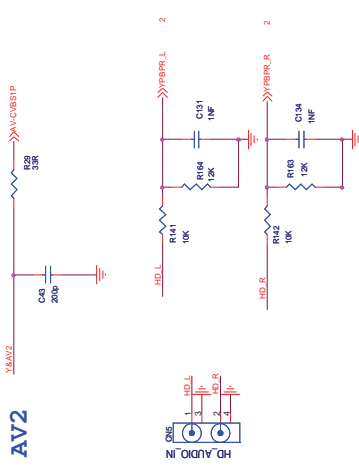 AV2
Y&AV2
C43
200p
R29
33R
AV-CVBS1P
HD_L
R141
10K
R164
12K
C131
1NF
YPBPR_L
2
HD_R
R142
10K
R163
12K
C134
1NF
YPBPR_R
2
CN5
HD_AUDIO_IN
1
3
2
4
HD_L
HD_R